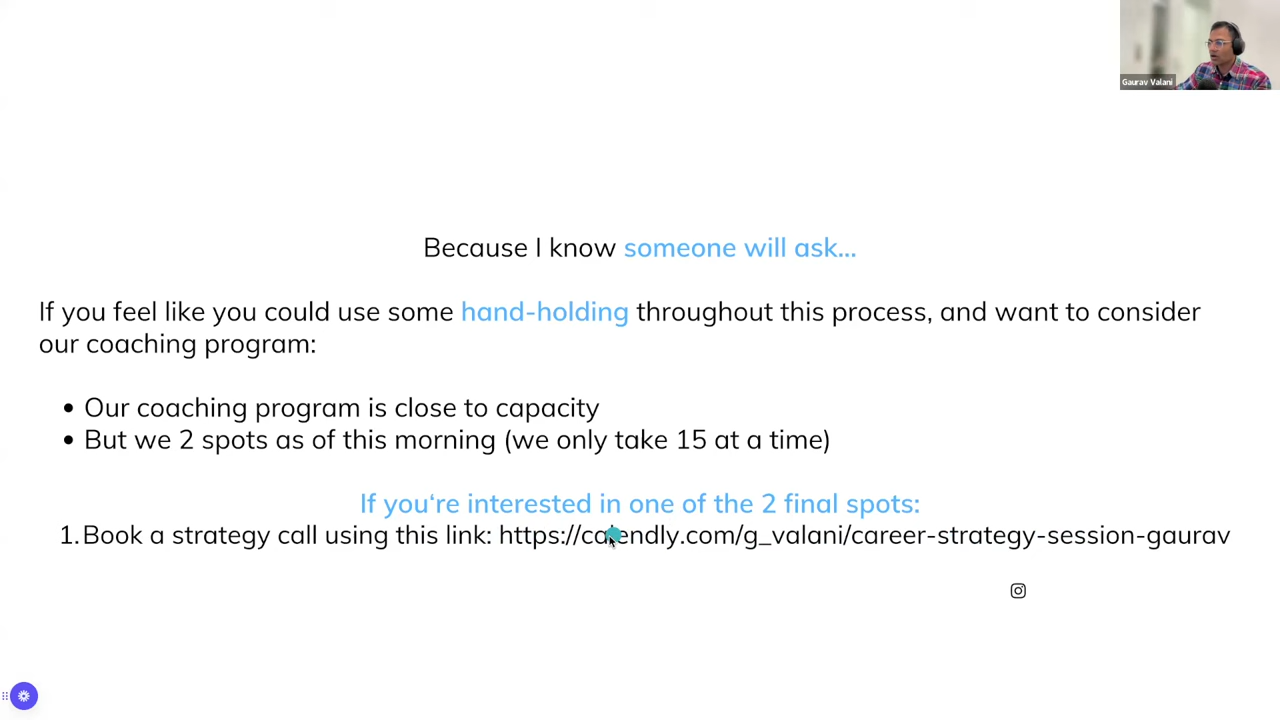 Gaurav Valani
Because I know someone will ask...
If you feel like you could use some hand-holding throughout this process, and want to consider
our coaching program:
• Our coaching program is close to capacity
• But we 2 spots as of this morning (we only take 15 at a time)
If you‘re interested in one of the 2 final spots:
1. Book a strategy call using this link: https://calendly.com/g_valani/career-strategy-session-gaurav